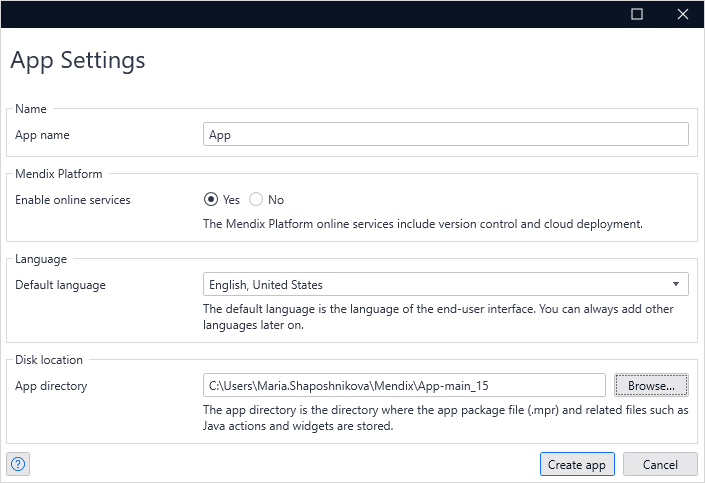 App Settings
Name
App name
App
Mendix Platform
Enable online services
Yes
No
The Mendix Platform online services include version control and cloud deployment.
Language
Default language
English, United States
The default language is the language of the end-user interface. You can always add other
languages later on.
Disk location
App directory
C:\Users\Maria.Shaposhnikova\Mendix\App-main_15
Browse...
The app directory is the directory where the app package file (.mpr) and related files such as
Java actions and widgets are stored.
?
Create app
Cancel